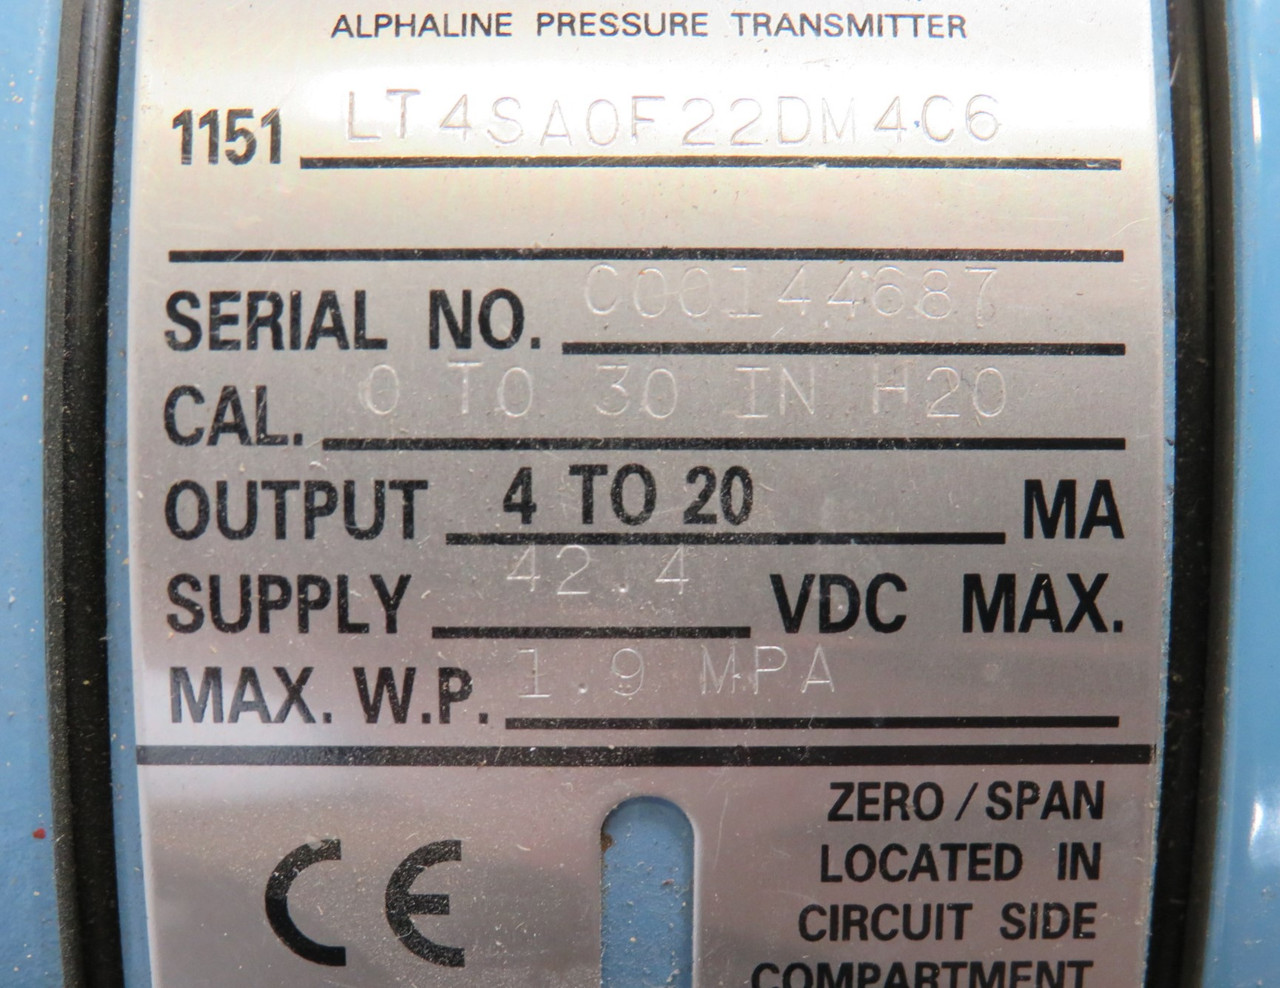 ALPHALINE PRESSURE TRANSMITTER
1151 LT4SA0F22DM4C6
SERIAL NO. C00144687
CAL. 0 TO 30 IN H20
OUTPUT 4 TO 20 MA
SUPPLY 42.4 VDC MAX.
MAX. W.P. 1.9 MPA
ZERO / SPAN
LOCATED IN
CIRCUIT SIDE
COMPARTMENT
CE